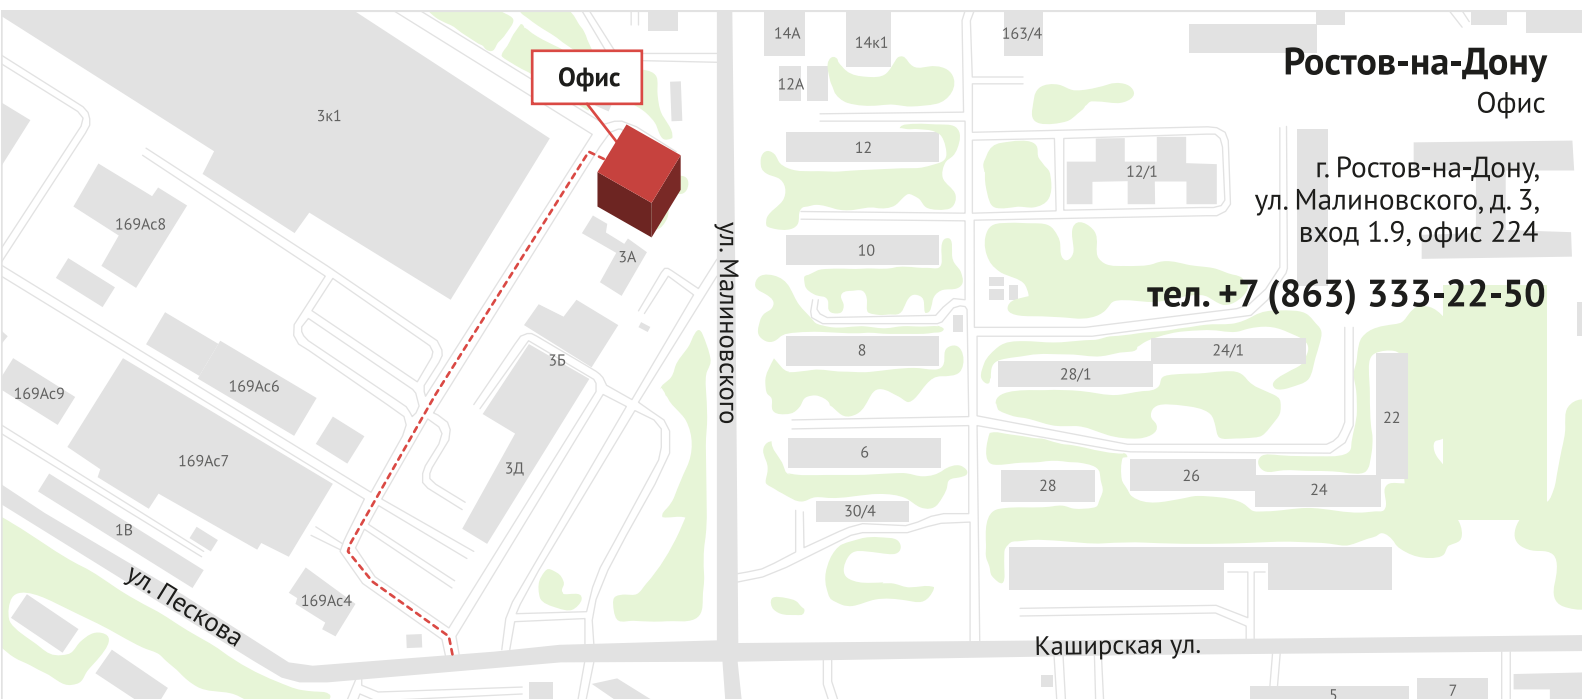 14А
14к1
163/4
Ростов-на-Дону
Офис
Офис
12А
3к1
12
12/1
г. Ростов-на-Дону,
ул. Малиновского, д. 3,
вход 1.9, офис 224
169Ас8
3А
10
ул. Малиновского
тел. +7 (863) 333-22-50
3Б
8
24/1
28/1
169Ас9
169Ас6
22
169Ас7
3Д
6
28
26
24
30/4
1В
ул. Пескова
169Ас4
Каширская ул.
5
7